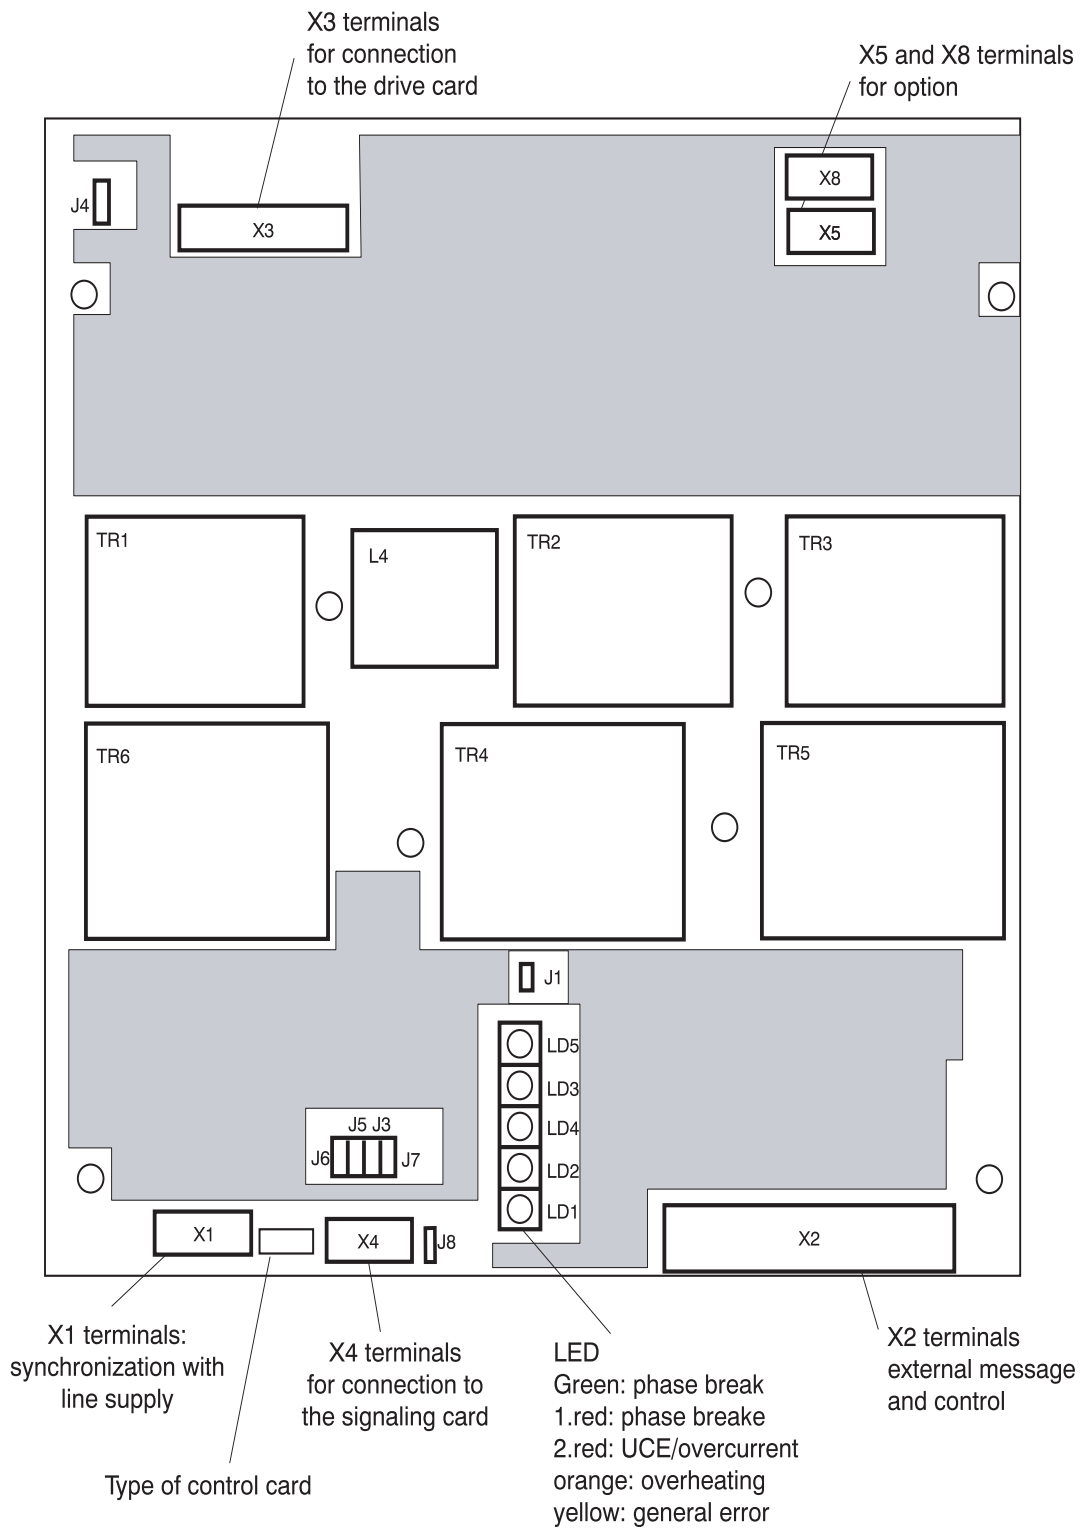 X3 terminals
for connection
to the drive card
X5 and X8 terminals
for option
X8
J4
X3
X5
TR1
L4
TR2
TR3
TR6
TR4
TR5
J1
LD5
LD3
LD4
LD2
LD1
J5 J3
J6
J7
X1
X4
J8
X2
X1 terminals:
synchronization with
line supply
Type of control card
X4 terminals
for connection to
the signaling card
LED
Green: phase break
1.red: phase breake
2.red: UCE/overcurrent
orange: overheating
yellow: general error
X2 terminals
external message
and control